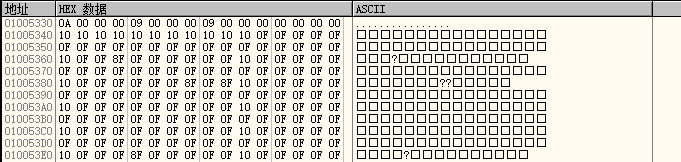 地址 HEX 数据 ASCII
01005330 0A 00 00 00 09 00 00 00 09 00 00 00 00 00 00 00 ................
01005340 10 10 10 10 10 10 10 10 10 10 10 0F 0F 0F 0F 0F
01005350 0F 0F 0F 0F 0F 0F 0F 0F 0F 0F 0F 0F 0F 0F 0F 0F
01005360 10 0F 0F 8F 0F 0F 0F 0F 0F 0F 10 0F 0F 0F 0F 0F ?
01005370 0F 0F 0F 0F 0F 0F 0F 0F 0F 0F 0F 0F 0F 0F 0F 0F
01005380 10 0F 0F 0F 0F 0F 0F 8F 0F 8F 10 0F 0F 0F 0F 0F ??
01005390 0F 0F 0F 0F 0F 0F 0F 0F 0F 0F 0F 0F 0F 0F 0F 0F
010053A0 10 0F 0F 0F 0F 0F 0F 0F 0F 0F 10 0F 0F 0F 0F 0F
010053B0 0F 0F 0F 0F 0F 0F 0F 0F 0F 0F 0F 0F 0F 0F 0F 0F
010053C0 10 0F 0F 0F 0F 0F 0F 0F 0F 0F 10 0F 0F 0F 0F 0F
010053D0 0F 0F 0F 0F 0F 0F 0F 0F 0F 0F 0F 0F 0F 0F 0F 0F
010053E0 10 0F 0F 0F 8F 0F 0F 0F 0F 0F 10 0F 0F 0F 0F 0F ?